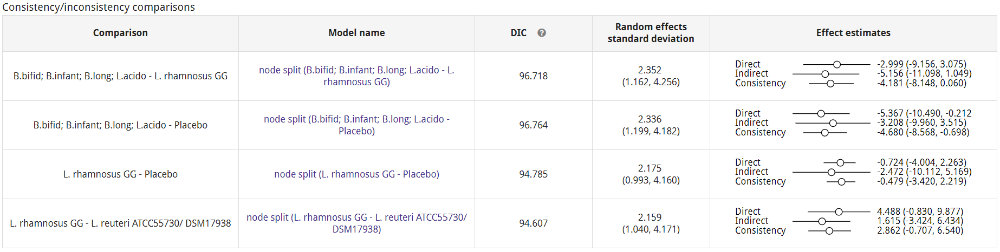 Consistency/inconsistency comparisons
Comparison
Model name
DIC ?
Random effects
standard deviation
Effect estimates
B.bifid; B.infant; B.long; L.acido - L. rhamnosus GG
node split (B.bifid; B.infant; B.long; L.acido - L.
rhamnosus GG)
96.718
2.352
(1.162, 4.256)
Direct -2.999 (-9.156, 3.075)
Indirect -5.156 (-11.098, 1.049)
Consistency -4.181 (-8.148, 0.060)
B.bifid; B.infant; B.long; L.acido - Placebo
node split (B.bifid; B.infant; B.long; L.acido -
Placebo)
96.764
2.336
(1.199, 4.182)
Direct -5.367 (-10.490, -0.212
Indirect -3.208 (-9.960, 3.515)
Consistency -4.680 (-8.568, -0.698)
L. rhamnosus GG - Placebo
node split (L. rhamnosus GG - Placebo)
94.785
2.175
(0.993, 4.160)
Direct -0.724 (-4.004, 2.263)
Indirect -2.472 (-10.112, 5.169)
Consistency -0.479 (-3.420, 2.219)
L. rhamnosus GG - L. reuteri ATCC55730/ DSM17938
node split (L. rhamnosus GG - L. reuteri ATCC55730/
DSM17938)
94.607
2.159
(1.040, 4.171)
Direct 4.488 (-0.830, 9.877)
Indirect 1.615 (-3.424, 6.434)
Consistency 2.862 (-0.707, 6.540)